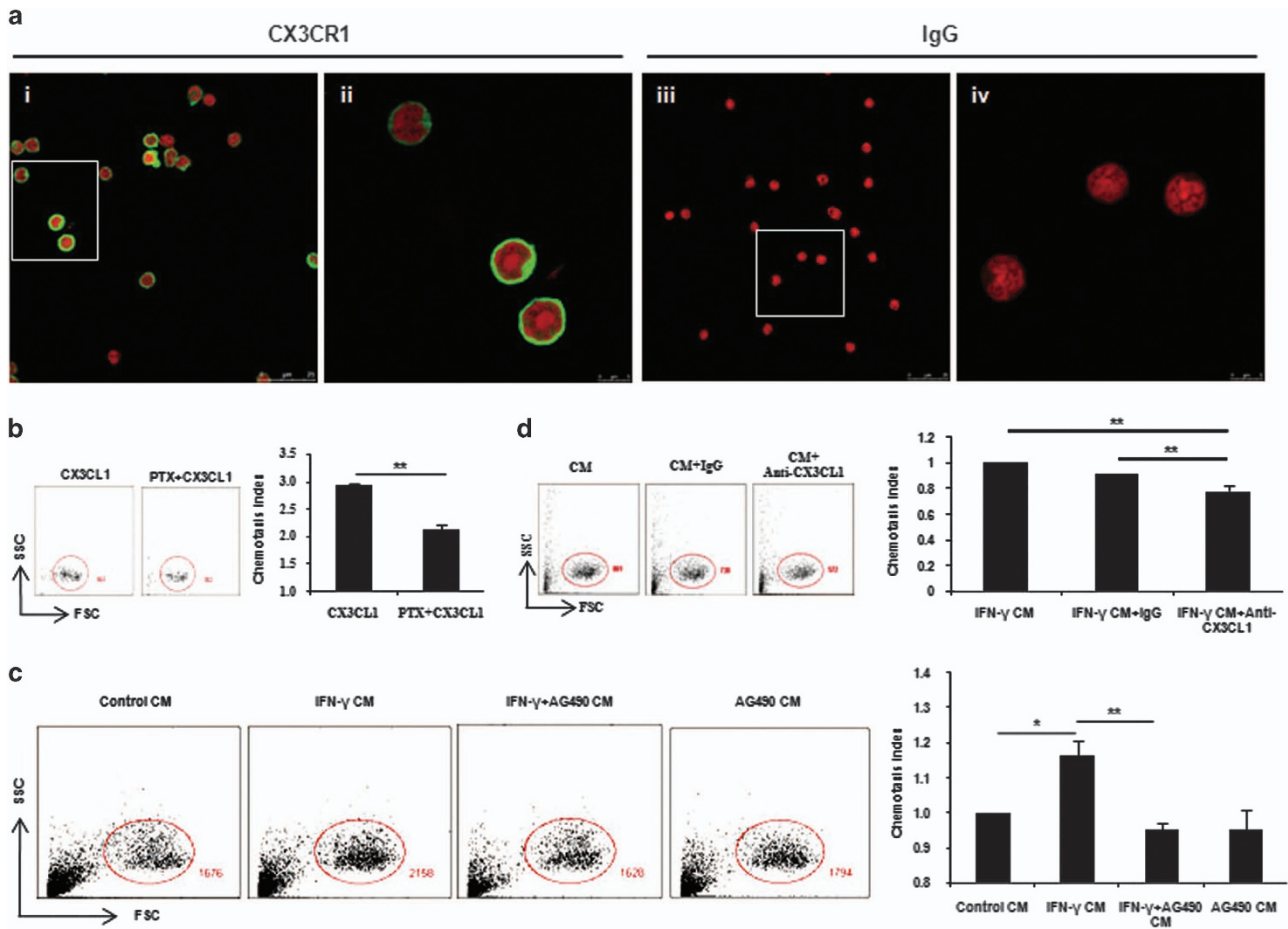 a
CX3CR1
IgG
i
ii
iii
iv
b
CX3CL1
PTX+CX3CL1
SSC
FSC
Chemotaxis Index
3.5
3.0
2.5
2.0
1.5
1.0
**
CX3CL1
PTX+CX3CL1
d
CM
CM+IgG
CM+
Anti-CX3CL1
SSC
FSC
Chemotasis Index
1.2
1
0.8
0.6
0.4
0.2
0
**
**
IFN-γ CM
IFN-γ CM+IgG
IFN-γ CM+Anti-
CX3CL1
c
Control CM
IFN-γ CM
IFN-γ+AG490 CM
AG490 CM
SSC
FSC
1676
2158
1628
1794
Chemotaxis Index
1.4
1.3
1.2
1.1
1.0
0.9
0.8
*
**
Control CM
IFN-γ CM
IFN-γ+AG490
CM
AG490 CM